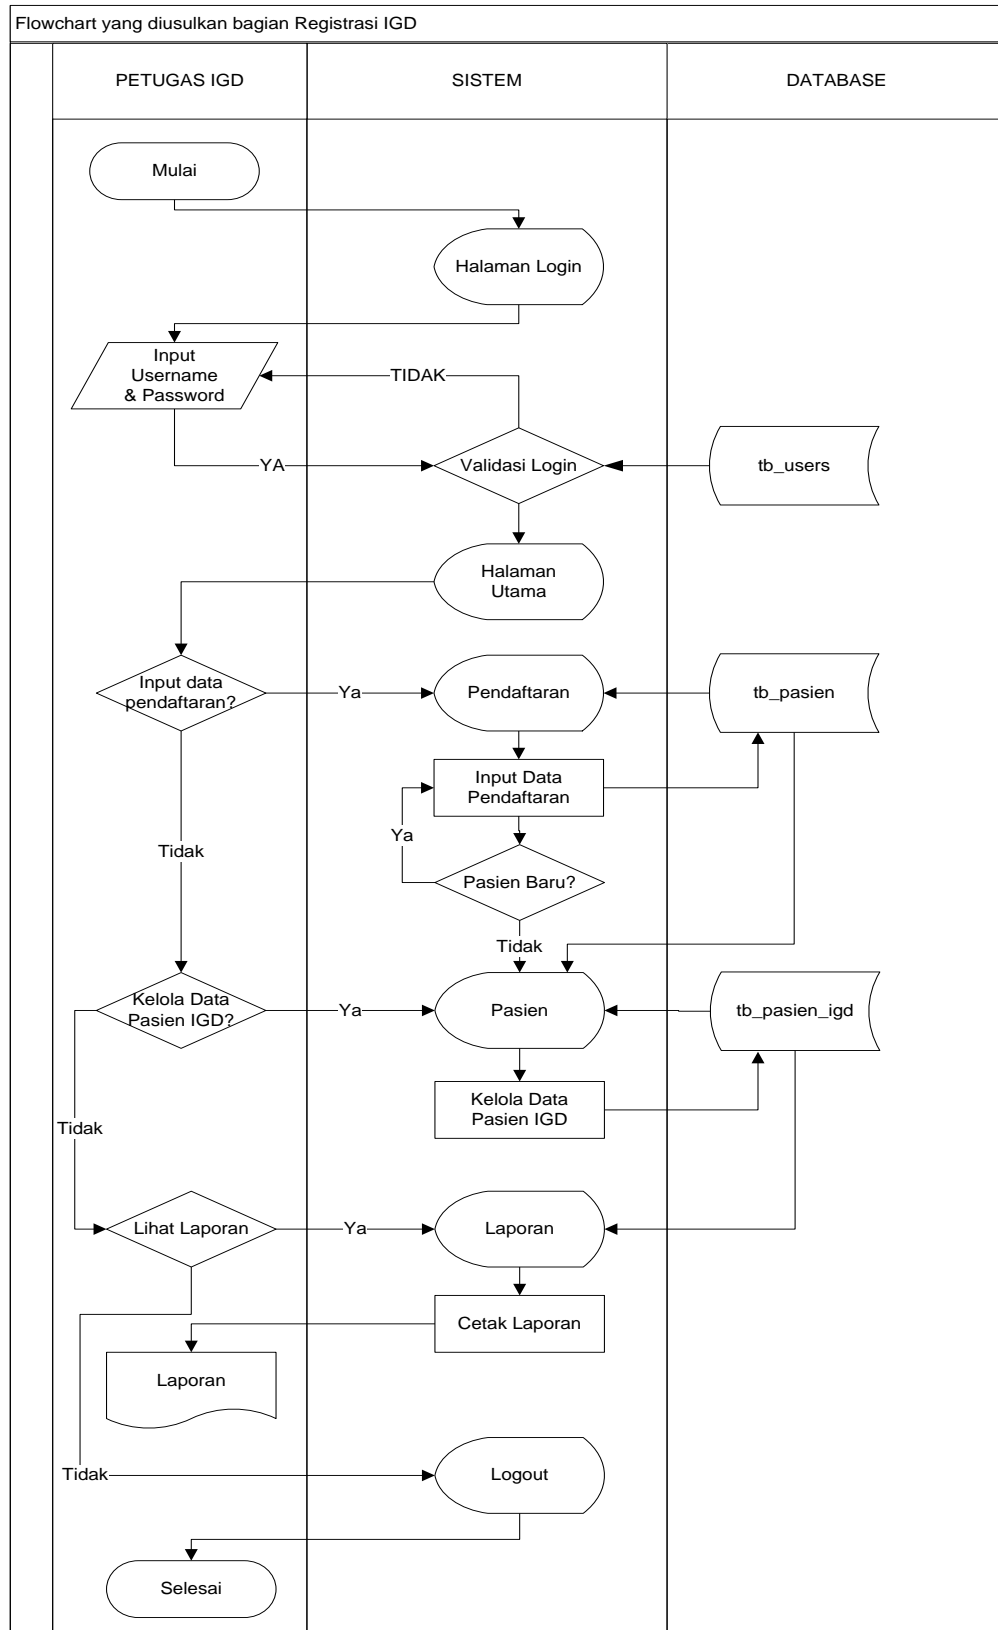 Flowchart yang diusulkan bagian Registrasi IGD
PETUGAS IGD
SISTEM
DATABASE
Mulai
Halaman Login
Input
Username
& Password
TIDAK
YA
Validasi Login
tb_users
Halaman
Utama
Input data
pendaftaran?
Ya
Pendaftaran
tb_pasien
Input Data
Pendaftaran
Ya
Tidak
Pasien Baru?
Tidak
Kelola Data
Pasien IGD?
Ya
Pasien
tb_pasien_igd
Kelola Data
Pasien IGD
Tidak
Lihat Laporan
Ya
Laporan
Cetak Laporan
Laporan
Tidak
Logout
Selesai